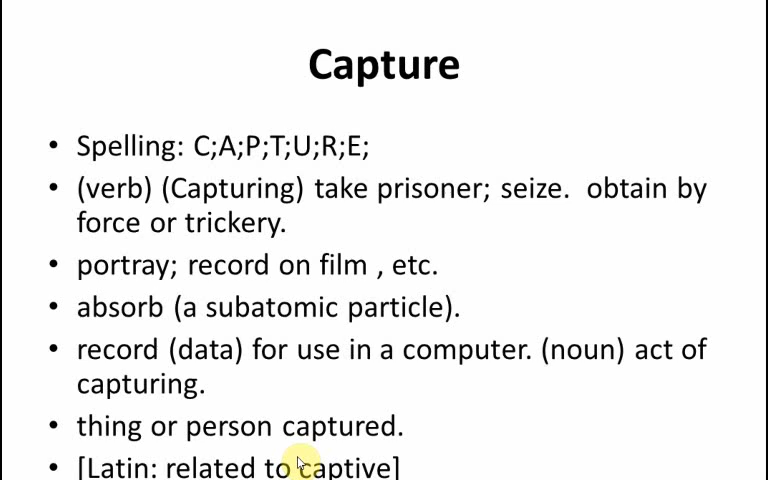 Capture
• Spelling: C;A;P;T;U;R;E;
• (verb) (Capturing) take prisoner; seize.  obtain by
force or trickery.
• portray; record on film , etc.
• absorb (a subatomic particle).
• record (data) for use in a computer. (noun) act of
capturing.
• thing or person captured.
• [Latin: related to captive]